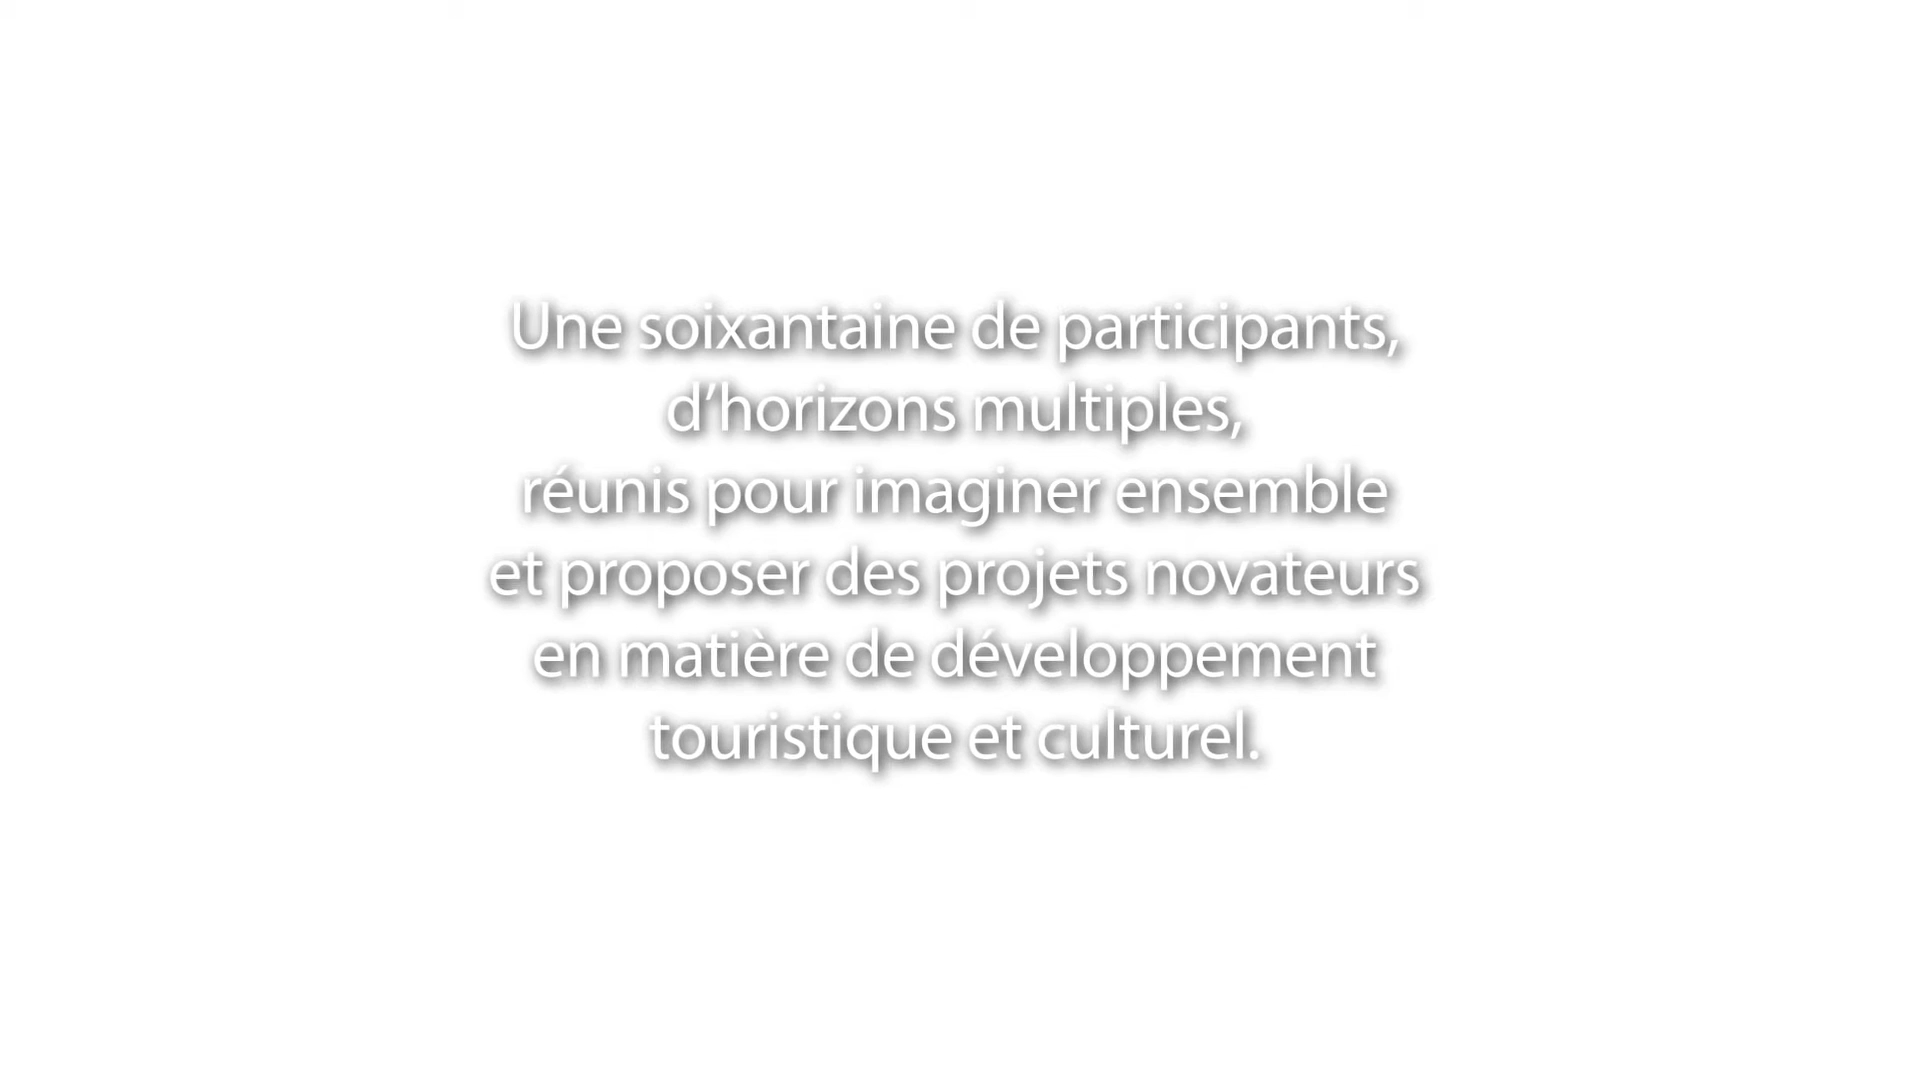 Une soixantaine de participants,
d’horizons multiples,
réunis pour imaginer ensemble
et proposer des projets novateurs
en matière de développement
touristique et culturel.